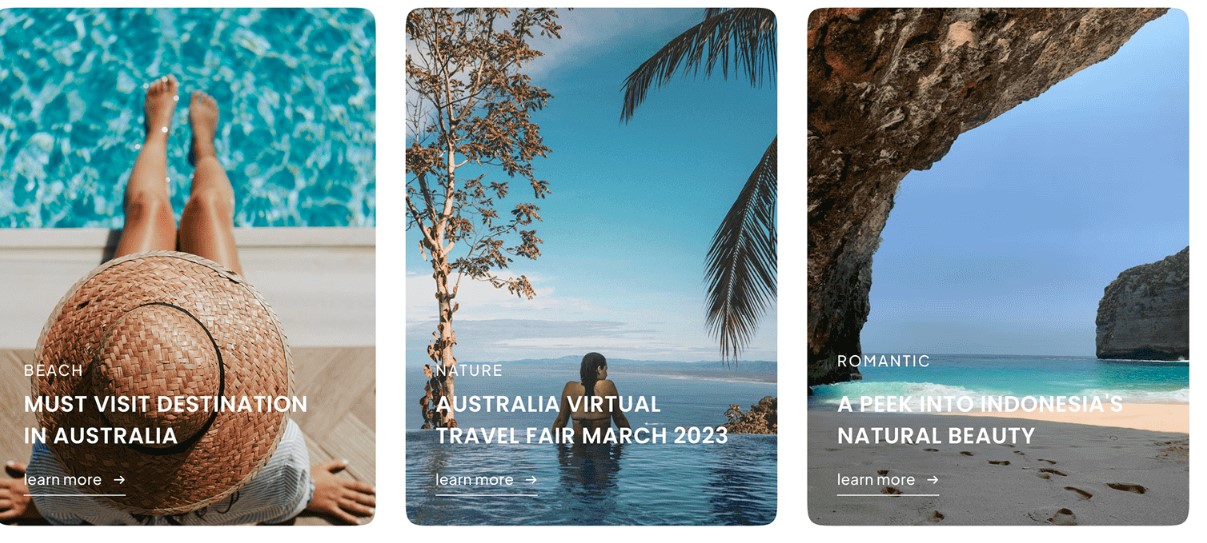 BEACH
MUST VISIT DESTINATION
IN AUSTRALIA
learn more →
NATURE
AUSTRALIA VIRTUAL
TRAVEL FAIR MARCH 2023
learn more →
ROMANTIC
A PEEK INTO INDONESIA'S
NATURAL BEAUTY
learn more →